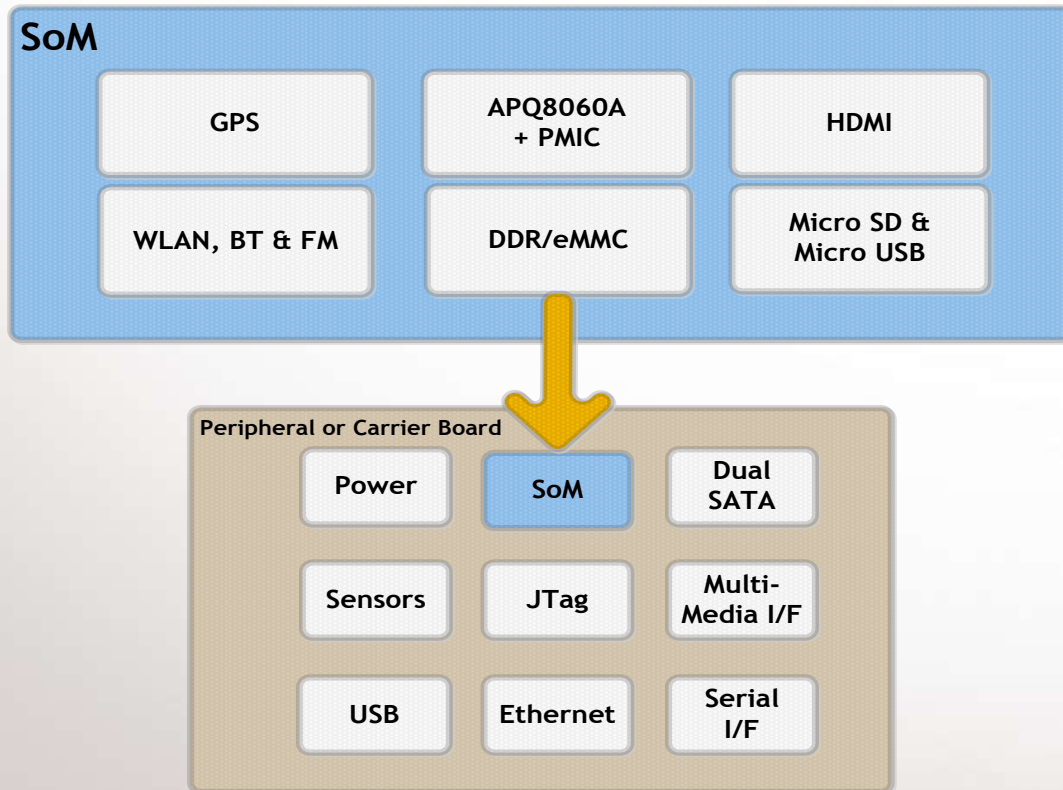 SoM
GPS
APQ8060A
+ PMIC
HDMI
WLAN, BT & FM
DDR/eMMC
Micro SD &
Micro USB
Peripheral or Carrier Board
Power
SoM
Dual
SATA
Sensors
JTag
Multi-
Media I/F
USB
Ethernet
Serial
I/F